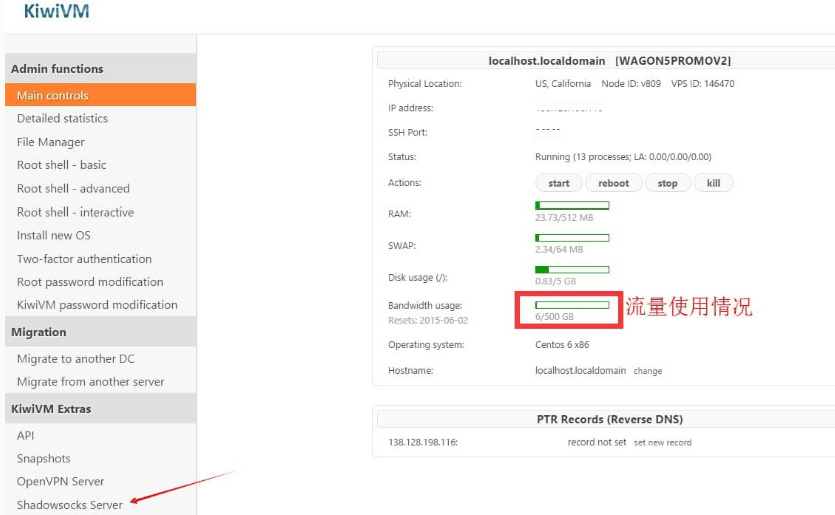 KiwiVM
Admin functions
Main controls
Detailed statistics
File Manager
Root shell - basic
Root shell - advanced
Root shell - interactive
Install new OS
Two-factor authentication
Root password modification
KiwiVM password modification
Migration
Migrate to another DC
Migrate from another server
KiwiVM Extras
API
Snapshots
OpenVPN Server
Shadowsocks Server
localhost.localdomain [WAGON5PROMOV2]
Physical Location: US, California Node ID: v809 VPS ID: 146470
IP address:
SSH Port:
Status: Running (13 processes; LA: 0.00/0.00/0.00)
Actions: start reboot stop kill
RAM:
23.73/512 MB
SWAP:
2.34/64 MB
Disk usage (/):
0.83/5 GB
Bandwidth usage:
Resets: 2015-06-02 6/500 GB
流量使用情况
Operating system: Centos 6 x86
Hostname: localhost.localdomain change
PTR Records (Reverse DNS)
138.128.198.116: record not set set new record